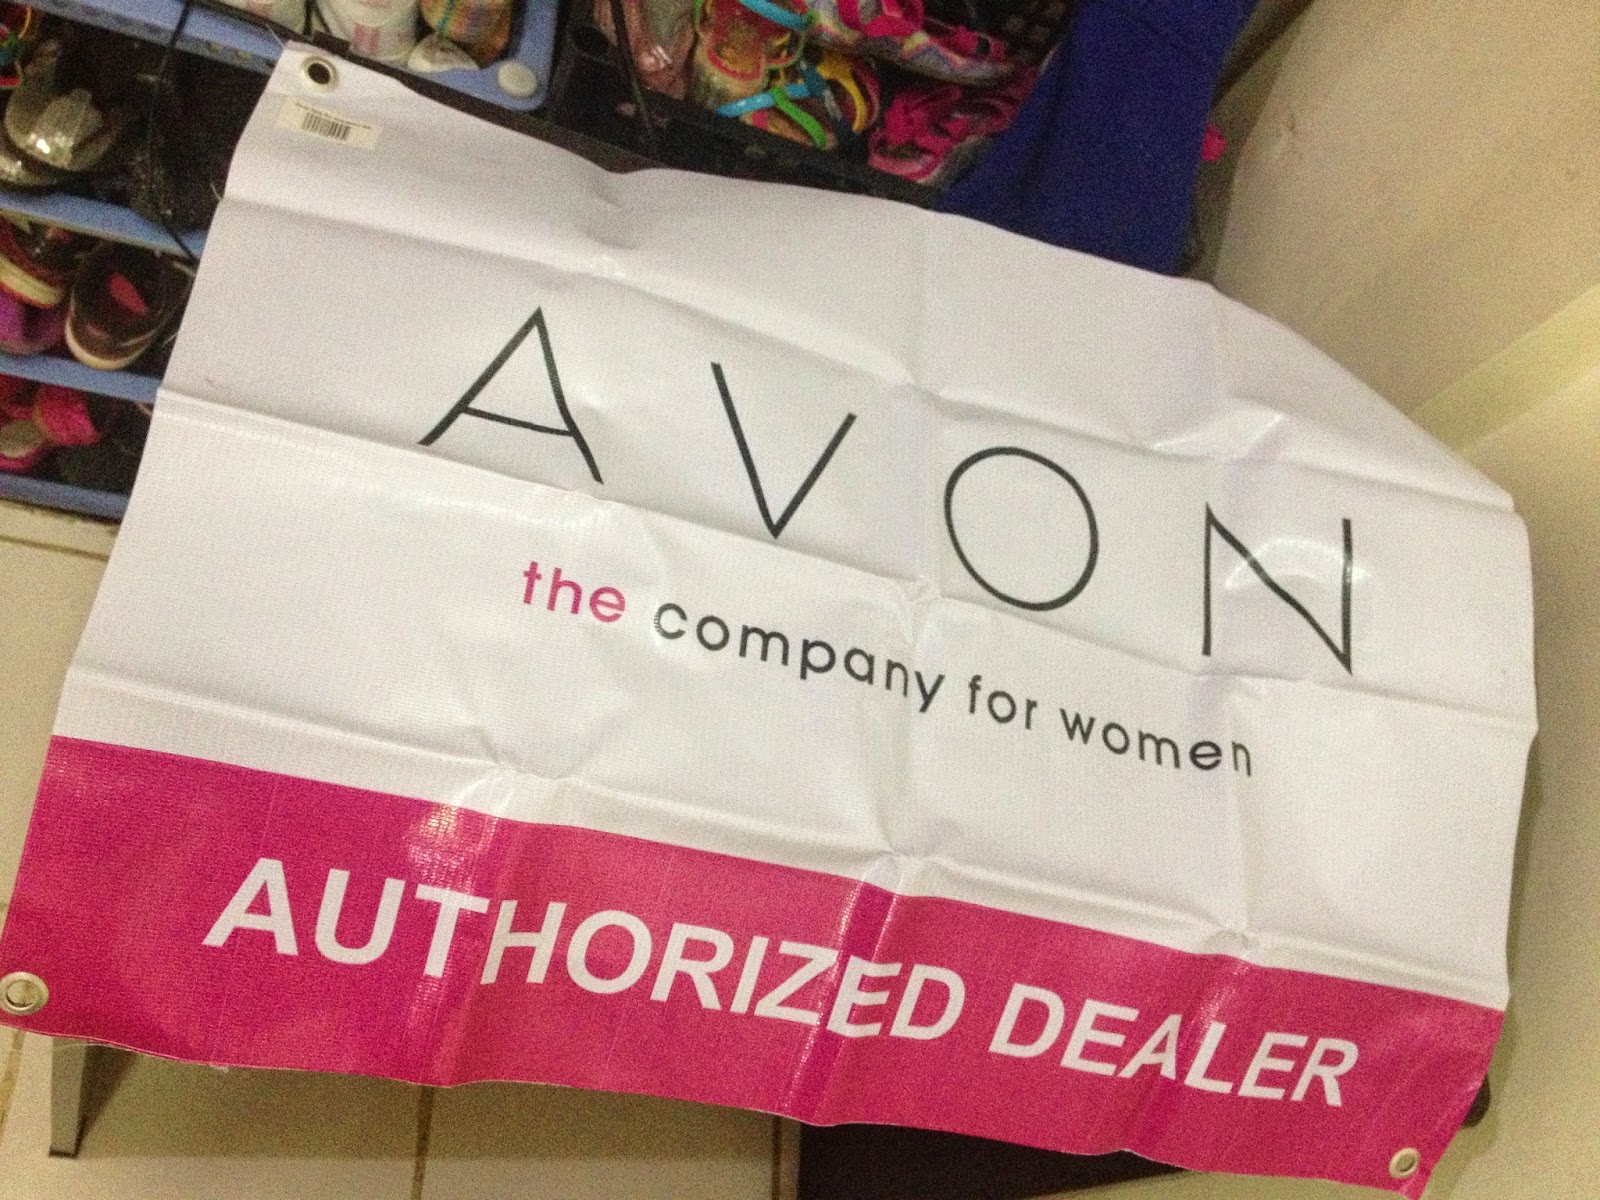 AVON
the company for women
AUTHORIZED DEALER